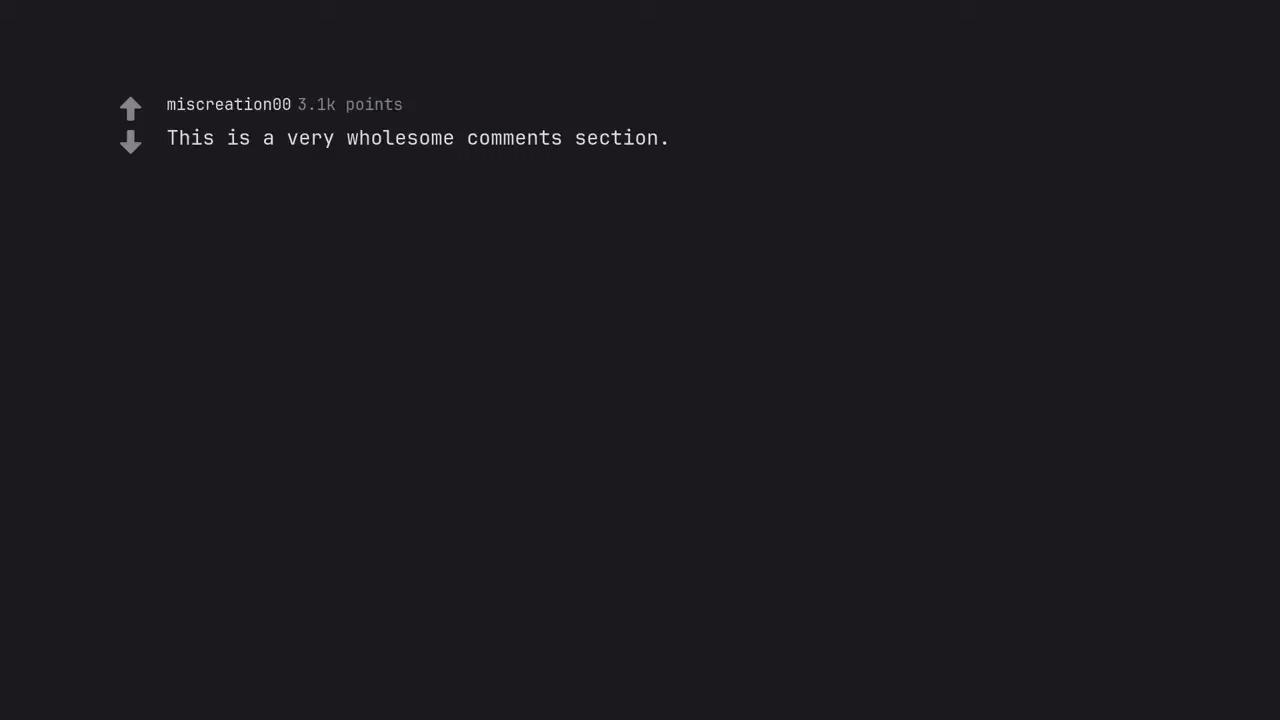 miscreation00 3.1k points
This is a very wholesome comments section.